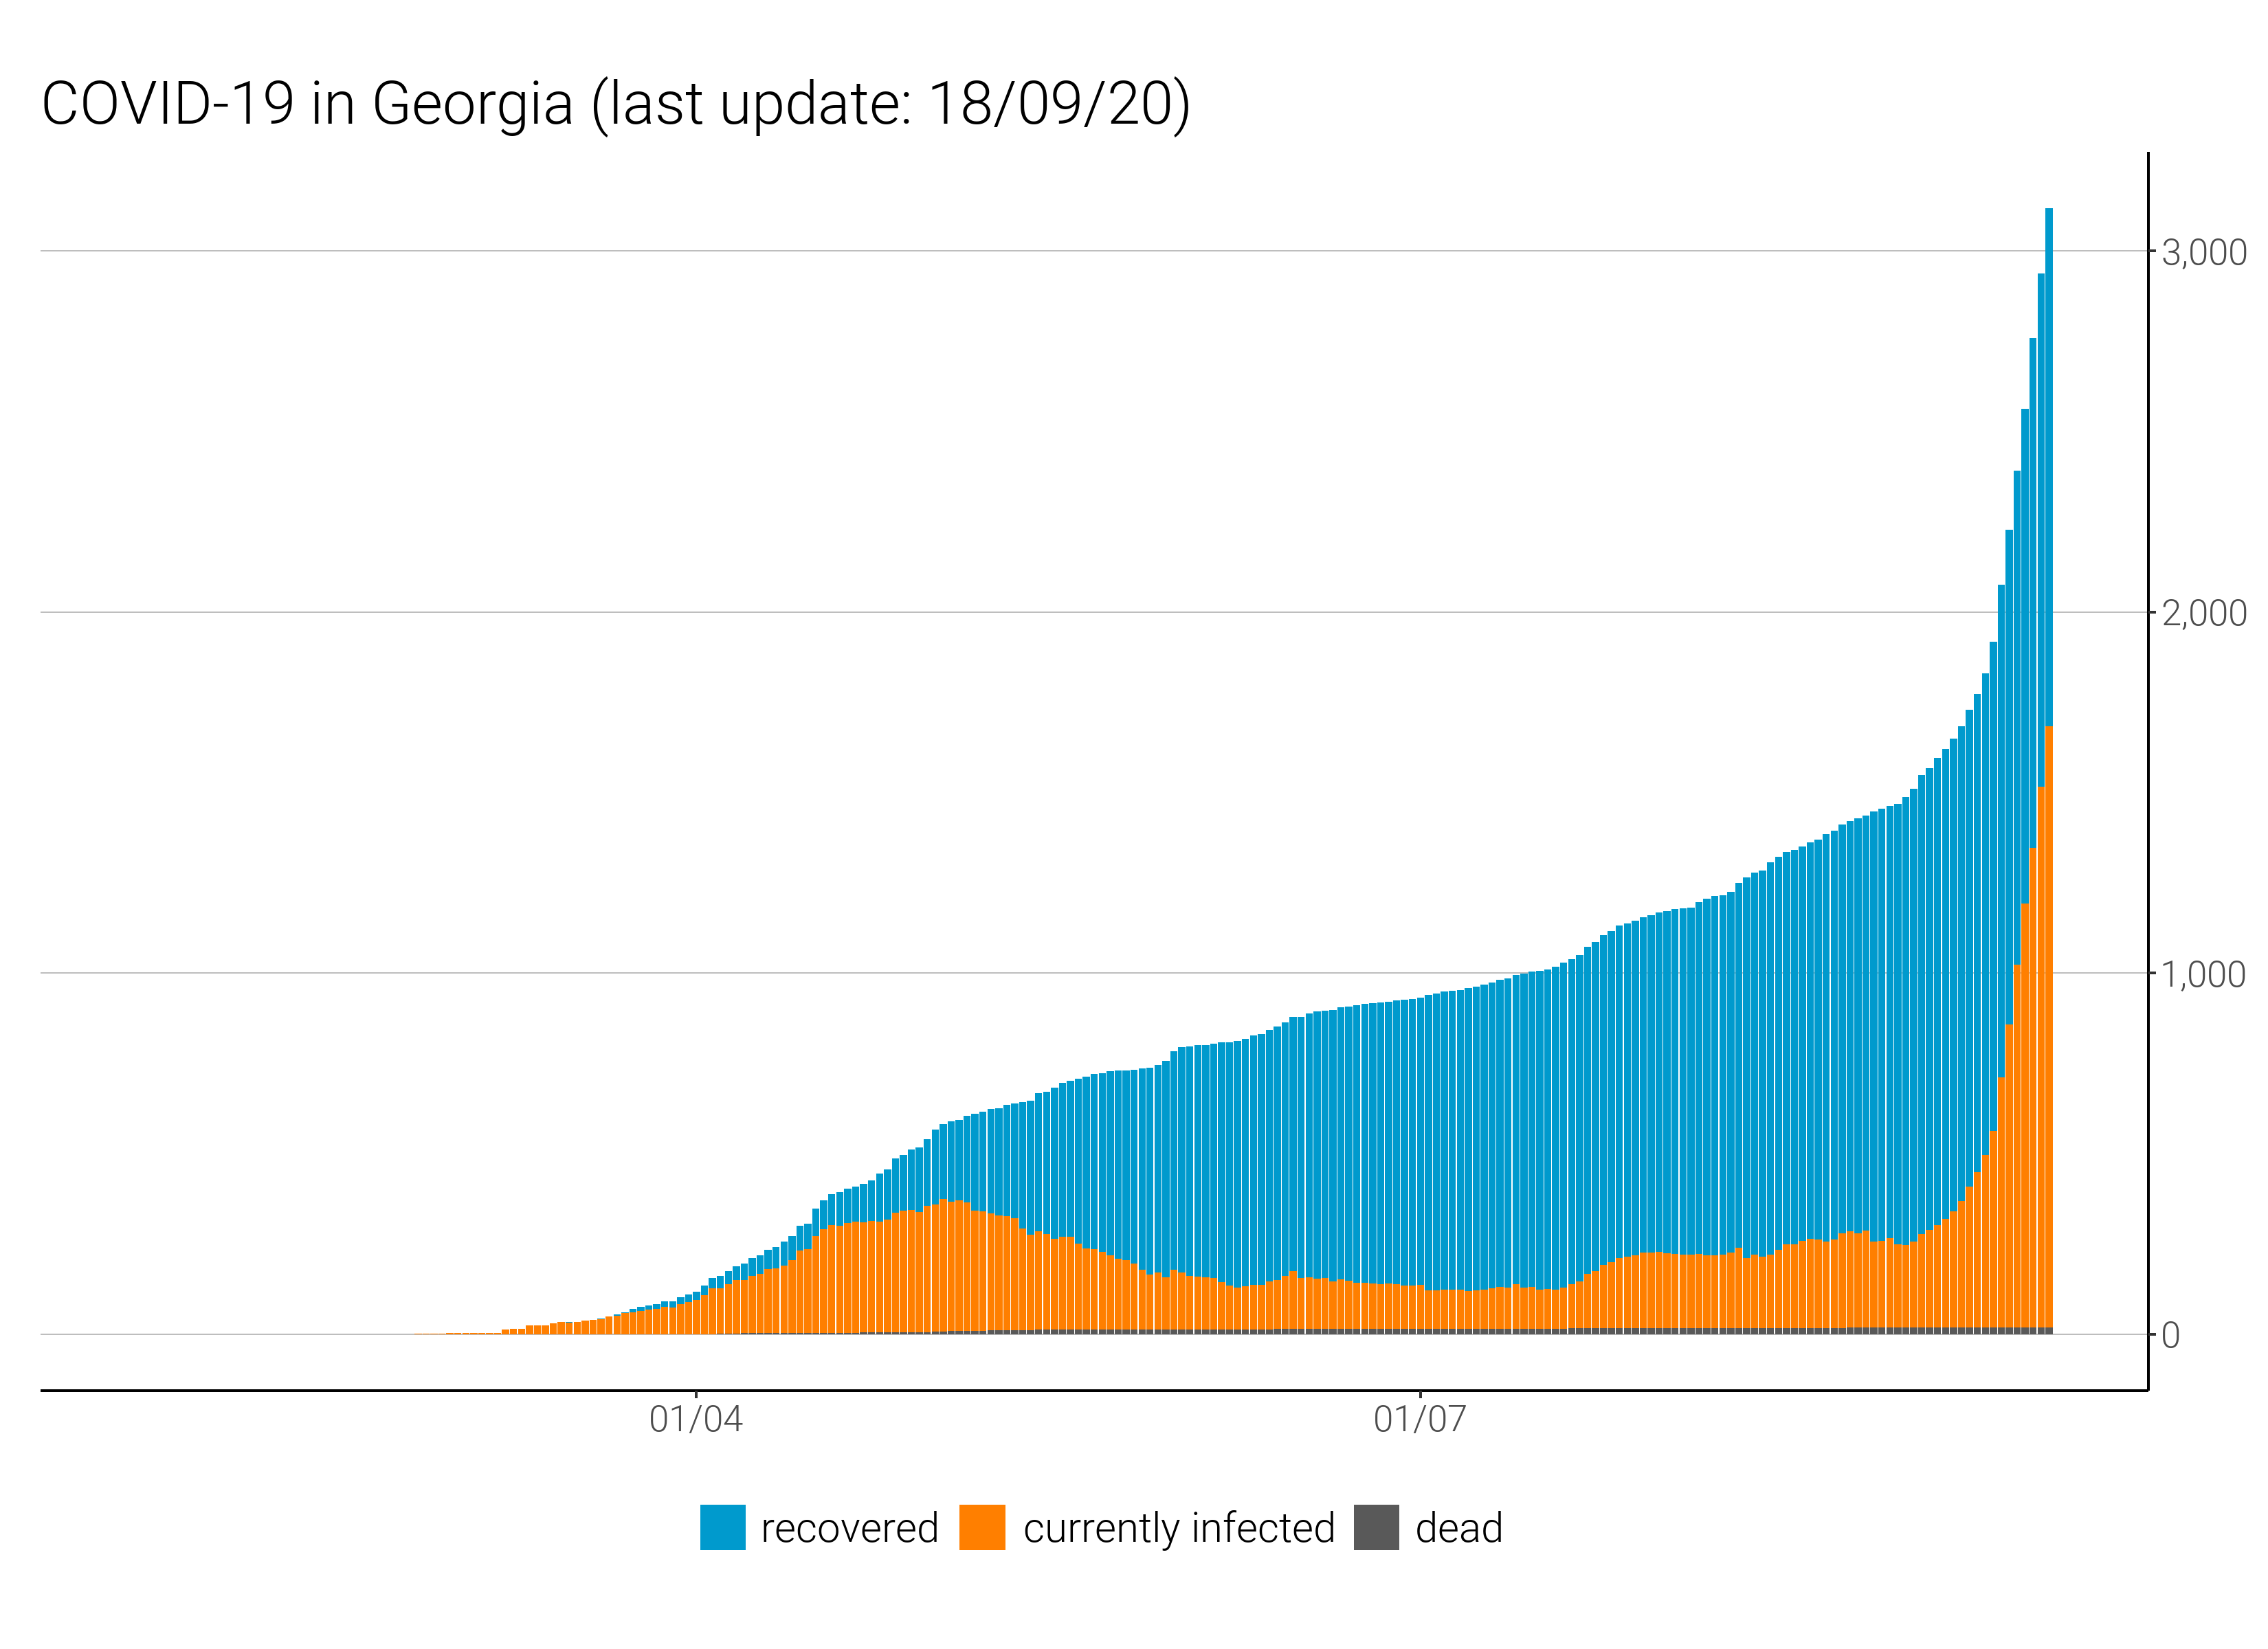 COVID-19 in Georgia (last update: 18/09/20)
3,000
2,000
1,000
0
01/04 01/07
recovered currently infected dead